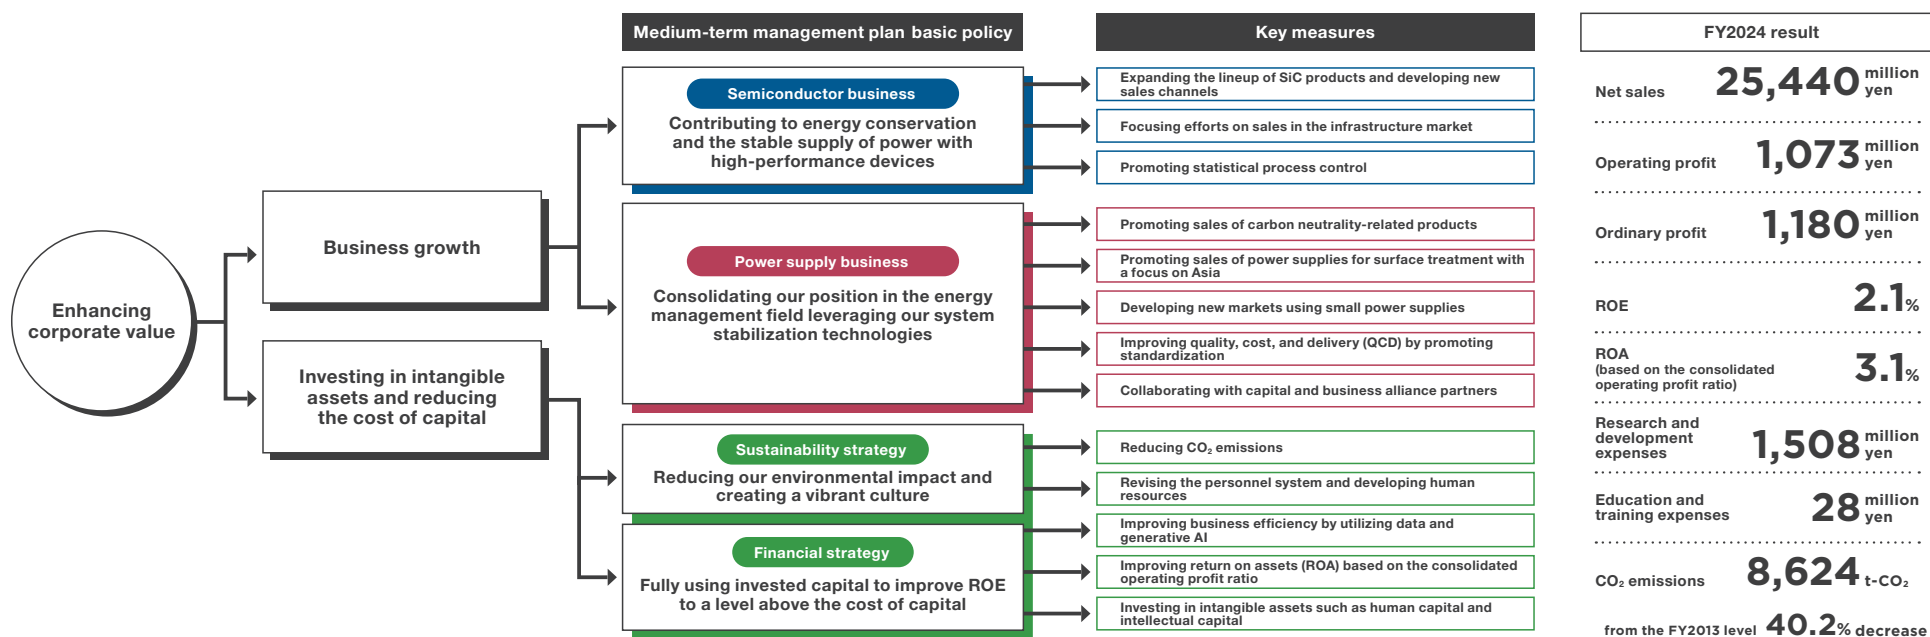 Enhancing
corporate value
Business growth
Investing in intangible
assets and reducing
the cost of capital
Medium-term management plan basic policy
Semiconductor business
Contributing to energy conservation
and the stable supply of power with
high-performance devices
Power supply business
Consolidating our position in the energy
management field leveraging our system
stabilization technologies
Sustainability strategy
Reducing our environmental impact and
creating a vibrant culture
Financial strategy
Fully using invested capital to improve ROE
to a level above the cost of capital
Key measures
Expanding the lineup of SiC products and developing new
sales channels
Focusing efforts on sales in the infrastructure market
Promoting statistical process control
Promoting sales of carbon neutrality-related products
Promoting sales of power supplies for surface treatment with
a focus on Asia
Developing new markets using small power supplies
Improving quality, cost, and delivery (QCD) by promoting
standardization
Collaborating with capital and business alliance partners
Reducing CO₂ emissions
Revising the personnel system and developing human
resources
Improving business efficiency by utilizing data and
generative AI
Improving return on assets (ROA) based on the consolidated
operating profit ratio
Investing in intangible assets such as human capital and
intellectual capital
FY2024 result
Net sales 25,440 million yen
Operating profit 1,073 million yen
Ordinary profit 1,180 million yen
ROE 2.1%
ROA
(based on the consolidated
operating profit ratio) 3.1%
Research and
development
expenses 1,508 million yen
Education and
training expenses 28 million yen
CO₂ emissions 8,624 t-CO₂
from the FY2013 level 40.2% decrease